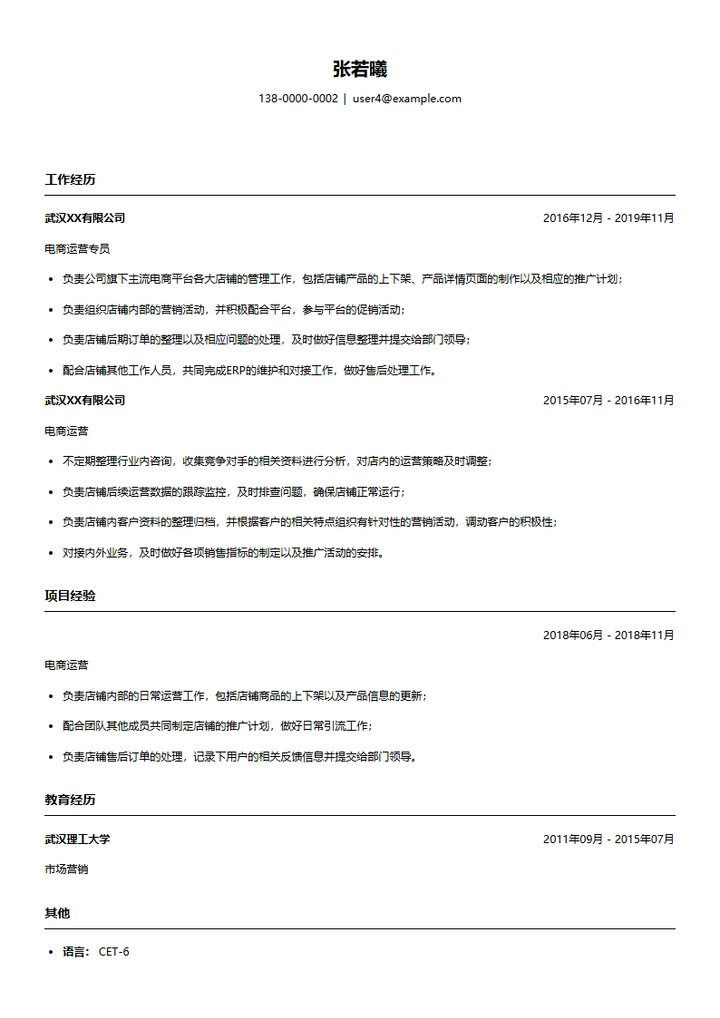 张若曦
138-0000-0002 | user4@example.com
工作经历
武汉XX有限公司 2016年12月 - 2019年11月
电商运营专员
• 负责公司旗下主流电商平台各大店铺的管理工作，包括店铺产品的上下架、产品详情页面的制作以及相应的推广计划；
• 负责组织店铺内部的营销活动，并积极配合平台，参与平台的促销活动；
• 负责店铺后期订单的整理以及相应问题的处理，及时做好信息整理并提交给部门领导；
• 配合店铺其他工作人员，共同完成ERP的维护和对接工作，做好售后处理工作。
武汉XX有限公司 2015年07月 - 2016年11月
电商运营
• 不定期整理行业内咨询，收集竞争对手的相关资料进行分析，对店内的运营策略及时调整；
• 负责店铺后续运营数据的跟踪监控，及时排查问题，确保店铺正常运行；
• 负责店铺内客户资料的整理归档，并根据客户的相关特点组织有针对性的营销活动，调动客户的积极性；
• 对接内外业务，及时做好各项销售指标的制定以及推广活动的安排。
项目经验
2018年06月 - 2018年11月
电商运营
• 负责店铺内部的日常运营工作，包括店铺商品的上下架以及产品信息的更新；
• 配合团队其他成员共同制定店铺的推广计划，做好日常引流工作；
• 负责店铺售后订单的处理，记录下用户的相关反馈信息并提交给部门领导。
教育经历
武汉理工大学 2011年09月 - 2015年07月
市场营销
其他
• 语言： CET-6